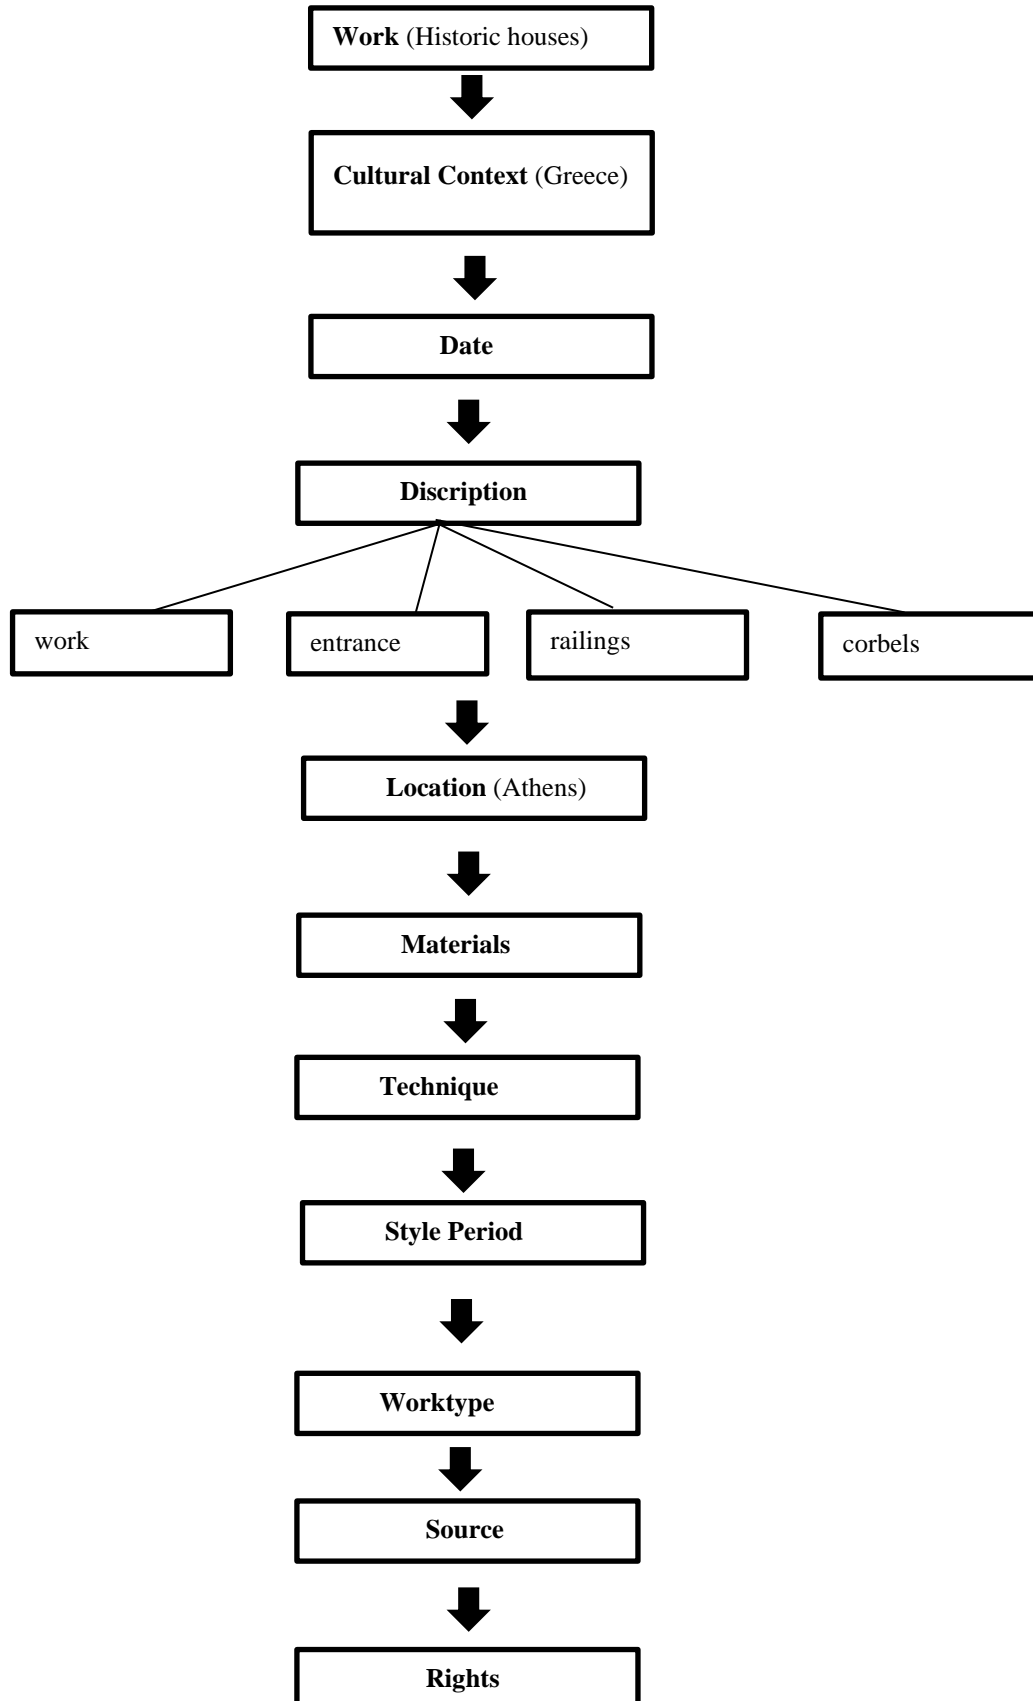 Work (Historic houses)
Cultural Context (Greece)
Date
Discription
work
entrance
railings
corbels
Location (Athens)
Materials
Technique
Style Period
Worktype
Source
Rights